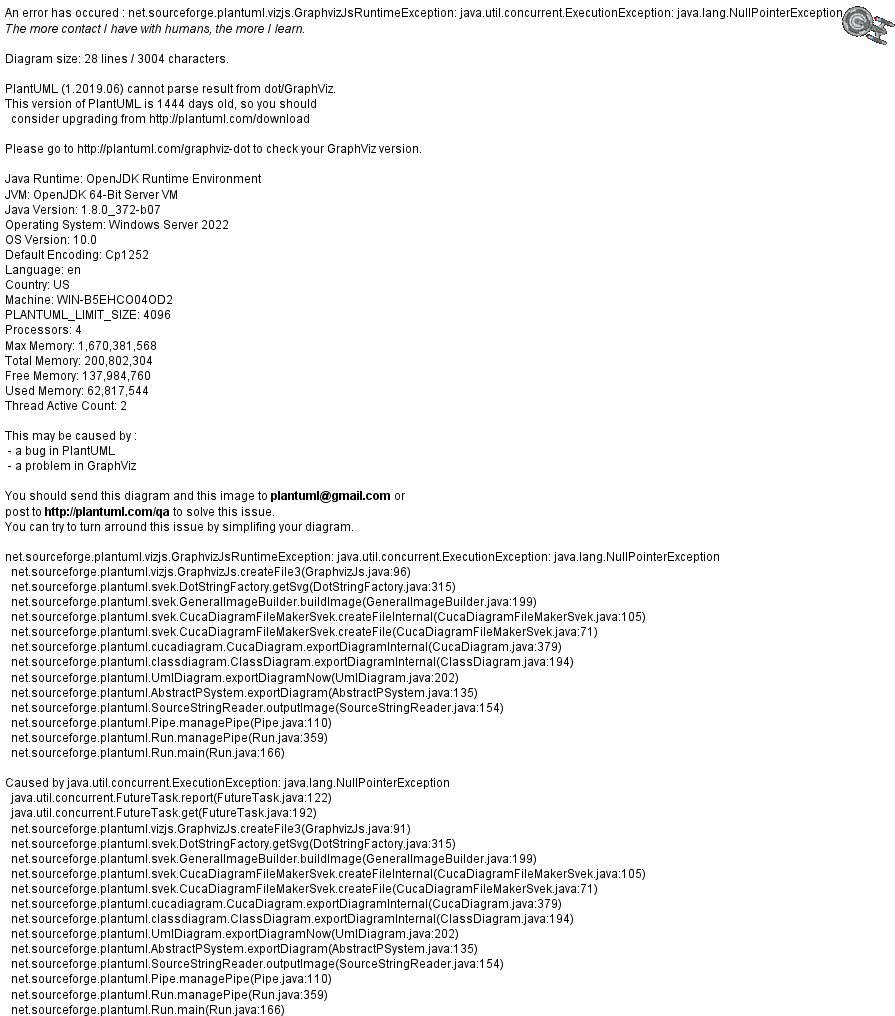 An error has occured : net.sourceforge.plantuml.vizjs.GraphvizJsRuntimeException: java.util.concurrent.ExecutionException: java.lang.NullPointerException
The more contact I have with humans, the more I learn.
Diagram size: 28 lines / 3004 characters.
PlantUML (1.2019.06) cannot parse result from dot/GraphViz.
This version of PlantUML is 1444 days old, so you should
consider upgrading from http://plantuml.com/download
Please go to http://plantuml.com/graphviz-dot to check your GraphViz version.
Java Runtime: OpenJDK Runtime Environment
JVM: OpenJDK 64-Bit Server VM
Java Version: 1.8.0_372-b07
Operating System: Windows Server 2022
OS Version: 10.0
Default Encoding: Cp1252
Language: en
Country: US
Machine: WIN-B5EHCO04OD2
PLANTUML_LIMIT_SIZE: 4096
Processors: 4
Max Memory: 1,670,381,568
Total Memory: 200,802,304
Free Memory: 137,984,760
Used Memory: 62,817,544
Thread Active Count: 2
This may be caused by :
- a bug in PlantUML
- a problem in GraphViz
You should send this diagram and this image to plantuml@gmail.com or
post to http://plantuml.com/qa to solve this issue.
You can try to turn arround this issue by simplifing your diagram.
net.sourceforge.plantuml.vizjs.GraphvizJsRuntimeException: java.util.concurrent.ExecutionException: java.lang.NullPointerException
net.sourceforge.plantuml.vizjs.GraphvizJs.createFile3(GraphvizJs.java:96)
net.sourceforge.plantuml.svek.DotStringFactory.getSvg(DotStringFactory.java:315)
net.sourceforge.plantuml.svek.GeneralImageBuilder.buildImage(GeneralImageBuilder.java:199)
net.sourceforge.plantuml.svek.CucaDiagramFileMakerSvek.createFileInternal(CucaDiagramFileMakerSvek.java:105)
net.sourceforge.plantuml.svek.CucaDiagramFileMakerSvek.createFile(CucaDiagramFileMakerSvek.java:71)
net.sourceforge.plantuml.cucadiagram.CucaDiagram.exportDiagramInternal(CucaDiagram.java:379)
net.sourceforge.plantuml.classdiagram.ClassDiagram.exportDiagramInternal(ClassDiagram.java:194)
net.sourceforge.plantuml.UmlDiagram.exportDiagramNow(UmlDiagram.java:202)
net.sourceforge.plantuml.AbstractPSystem.exportDiagram(AbstractPSystem.java:135)
net.sourceforge.plantuml.SourceStringReader.outputImage(SourceStringReader.java:154)
net.sourceforge.plantuml.Pipe.managePipe(Pipe.java:110)
net.sourceforge.plantuml.Run.managePipe(Run.java:359)
net.sourceforge.plantuml.Run.main(Run.java:166)
Caused by java.util.concurrent.ExecutionException: java.lang.NullPointerException
java.util.concurrent.FutureTask.report(FutureTask.java:122)
java.util.concurrent.FutureTask.get(FutureTask.java:192)
net.sourceforge.plantuml.vizjs.GraphvizJs.createFile3(GraphvizJs.java:91)
net.sourceforge.plantuml.svek.DotStringFactory.getSvg(DotStringFactory.java:315)
net.sourceforge.plantuml.svek.GeneralImageBuilder.buildImage(GeneralImageBuilder.java:199)
net.sourceforge.plantuml.svek.CucaDiagramFileMakerSvek.createFileInternal(CucaDiagramFileMakerSvek.java:105)
net.sourceforge.plantuml.svek.CucaDiagramFileMakerSvek.createFile(CucaDiagramFileMakerSvek.java:71)
net.sourceforge.plantuml.cucadiagram.CucaDiagram.exportDiagramInternal(CucaDiagram.java:379)
net.sourceforge.plantuml.classdiagram.ClassDiagram.exportDiagramInternal(ClassDiagram.java:194)
net.sourceforge.plantuml.UmlDiagram.exportDiagramNow(UmlDiagram.java:202)
net.sourceforge.plantuml.AbstractPSystem.exportDiagram(AbstractPSystem.java:135)
net.sourceforge.plantuml.SourceStringReader.outputImage(SourceStringReader.java:154)
net.sourceforge.plantuml.Pipe.managePipe(Pipe.java:110)
net.sourceforge.plantuml.Run.managePipe(Run.java:359)
net.sourceforge.plantuml.Run.main(Run.java:166)